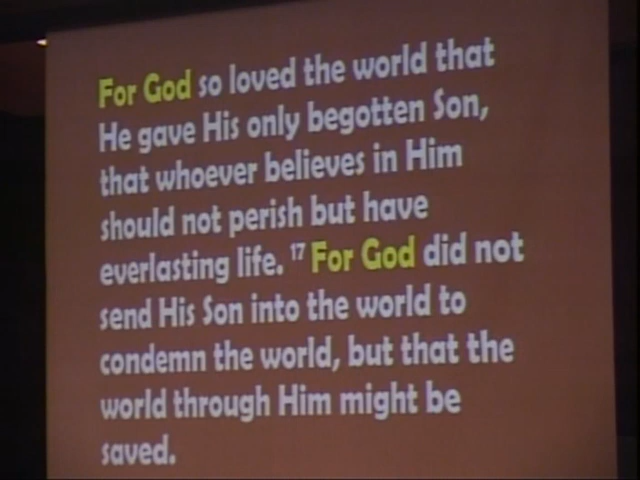 For God so loved the world that
He gave His only begotten Son,
that whoever believes in Him
should not perish but have
everlasting life. 17 For God did not
send His Son into the world to
condemn the world, but that the
world through Him might be
saved.